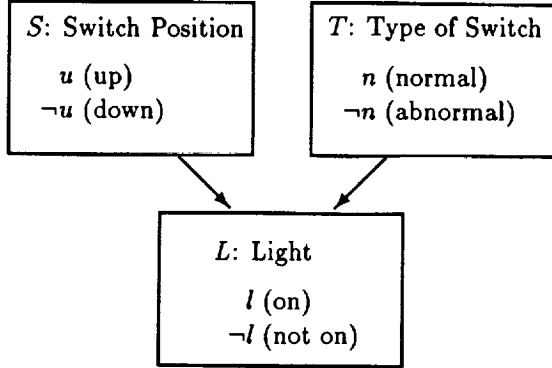 S: Switch Position
u (up)
¬u (down)
T: Type of Switch
n (normal)
¬n (abnormal)
L: Light
l (on)
¬l (not on)